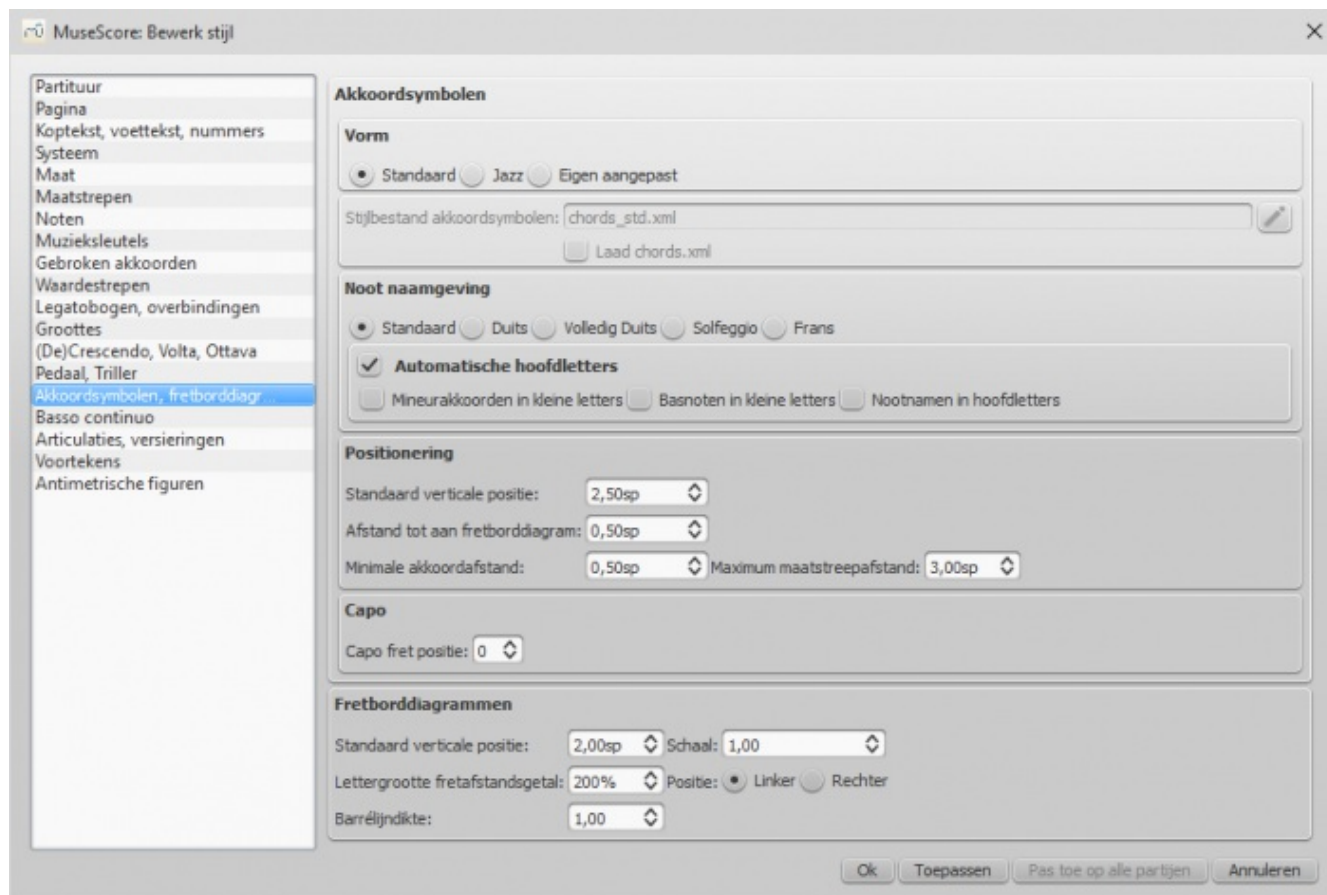 MuseScore: Bewerk stijl
Partituur
Pagina
Koptekst, voettekst, nummers
Systeem
Maat
Maatstrepen
Noten
Muzieksleutels
Gebroken akkoorden
Waardestrepen
Legatobogen, overbindingen
Groottes
(De)Crescendo, Volta, Ottava
Pedaal, Triller
Akkoordsymbolen, fretborddiagr...
Basso continuo
Articulaties, versieringen
Voortekens
Antimetrische figuren
Akkoordsymbolen
Vorm
Standaard Jazz Eigen aangepast
Stijlbestand akkoordsymbolen: chords_std.xml
Laad chords.xml
Noot naamgeving
Standaard Duits Volledig Duits Solfeggio Frans
Automatische hoofdletters
Mineurakkoorden in kleine letters Basnoten in kleine letters Nootnamen in hoofdletters
Positionering
Standaard verticale positie: 2,50sp
Afstand tot aan fretborddiagram: 0,50sp
Minimale akkoordafstand: 0,50sp Maximum maatstreepafstand: 3,00sp
Capo
Capo fret positie: 0
Fretborddiagrammen
Standaard verticale positie: 2,00sp Schaal: 1,00
Lettergrootte fretafstandsgetal: 200% Positie: Linker Rechter
Barrélijndikte: 1,00
Ok Toepassen Pas toe op alle partijen Annuleren